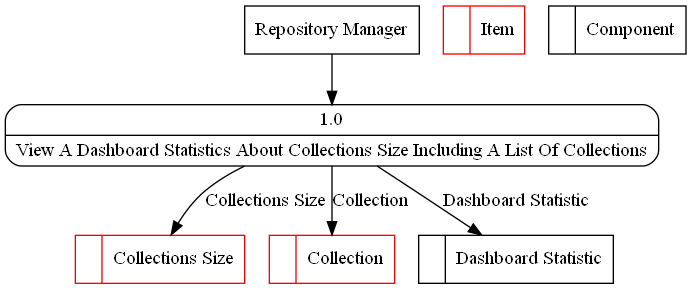 Repository Manager
Item
Component
1.0
View A Dashboard Statistics About Collections Size Including A List Of Collections
Collections Size
Collection
Dashboard Statistic
Collections Size
Collection
Dashboard Statistic